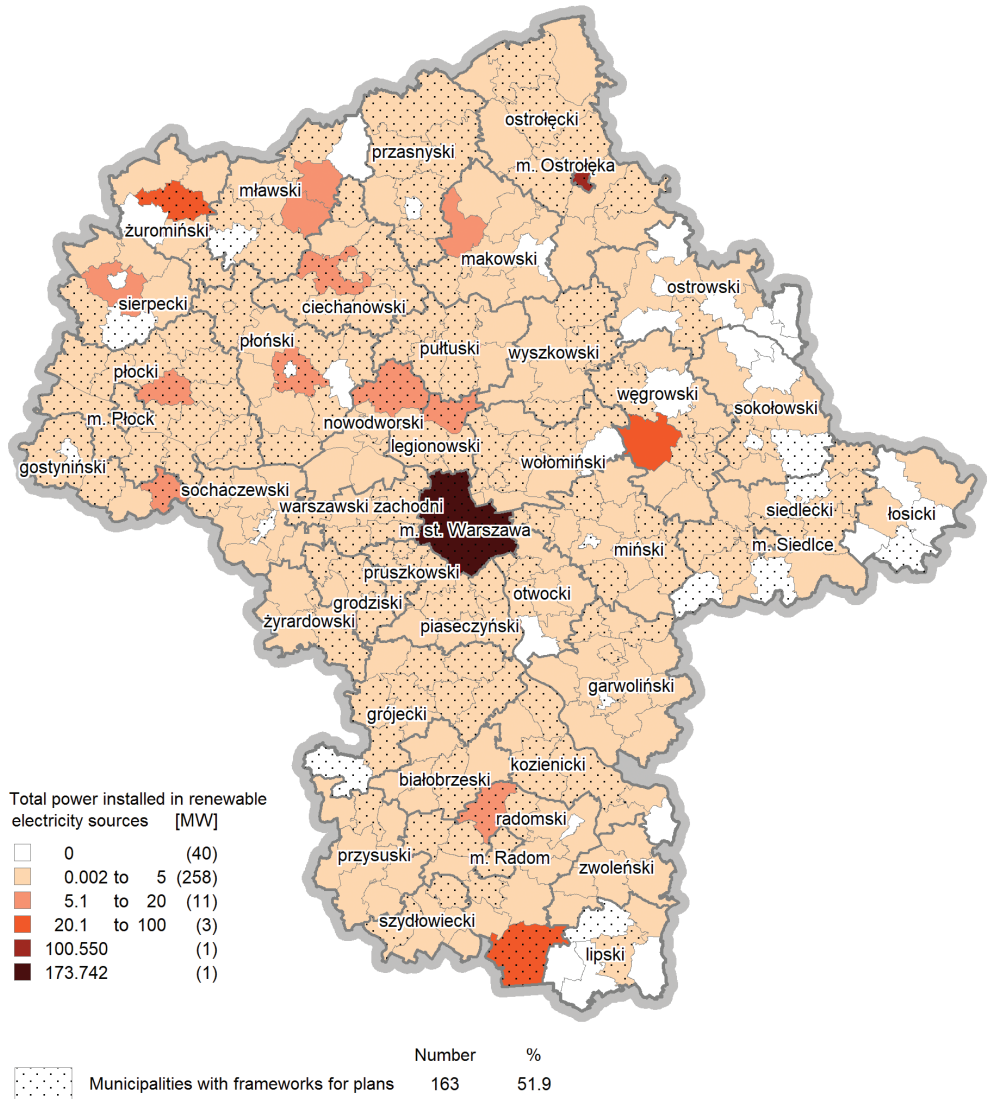 ostrołęcki
przasnyski
m. Ostrołęka
mławski
żuromiński
makowski
ostrowski
sierpecki
ciechanowski
płoński
pułtuski
wyszkowski
płocki
węgrowski
sokołowski
m. Płock
nowodworski
legionowski
gostyniński
wołomiński
sochaczewski
warszawski zachodni
siedlecki
łosicki
m. st. Warszawa
miński
m. Siedlce
pruszkowski
otwocki
grodziski
żyrardowski
piaseczyński
garwoliński
grójecki
kozienicki
białobrzeski
radomski
przysuski
m. Radom
zwoleński
szydłowiecki
lipski
Total power installed in renewable
electricity sources [MW]
0 (40)
0.002 to 5 (258)
5.1 to 20 (11)
20.1 to 100 (3)
100.550 (1)
173.742 (1)
Number %
Municipalities with frameworks for plans 163 51.9